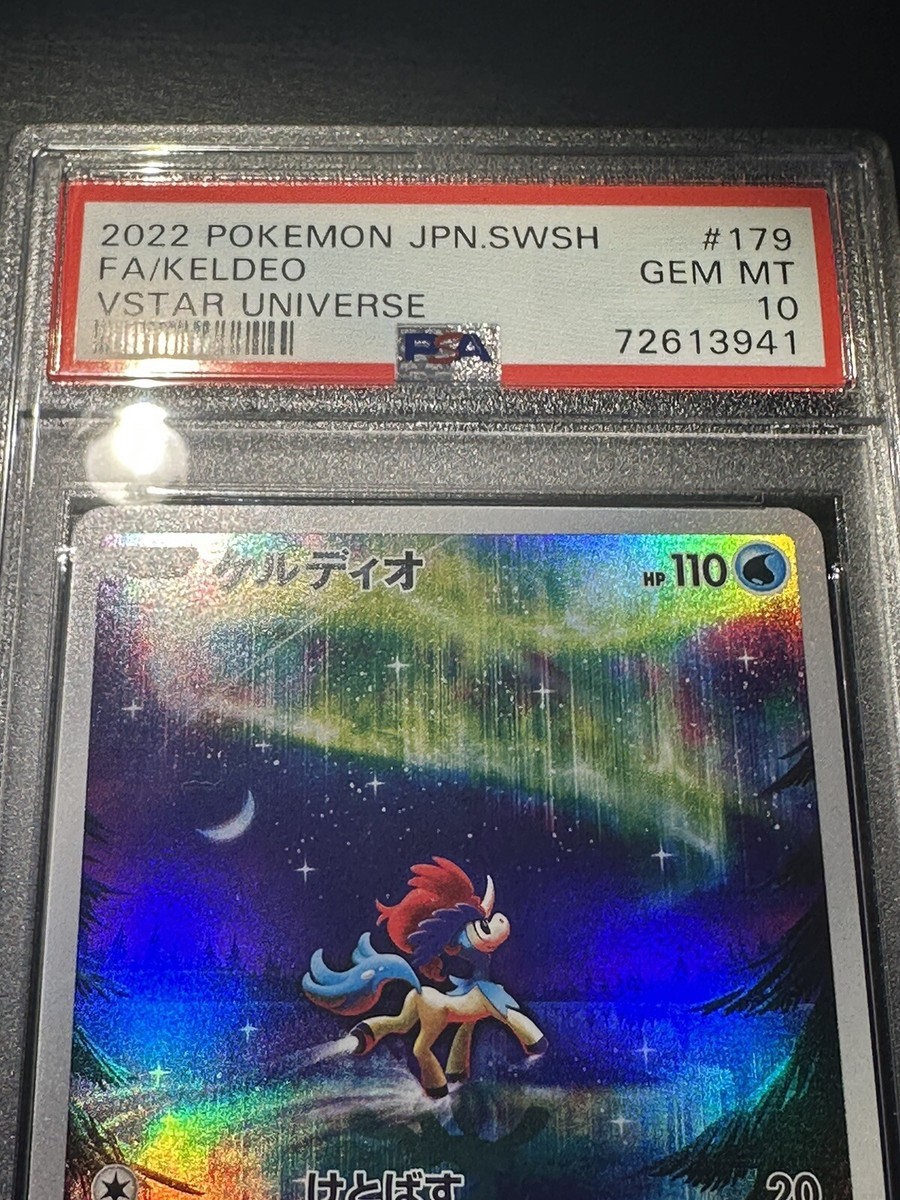 2022 POKEMON JPN.SWSH #179
FA/KELDEO GEM MT
VSTAR UNIVERSE 10
PSA 72613941
ケルディオ HP 110
けとばす 20